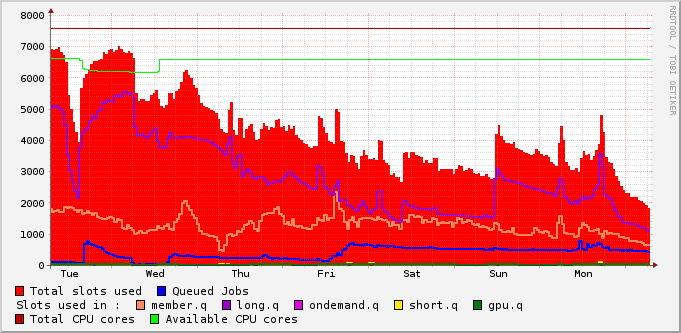 8000
7000
6000
5000
4000
3000
2000
1000
0
Tue Wed Thu Fri Sat Sun Mon
RRDTOOL / TOBI OETIKER
Total slots used Queued Jobs
Slots used in : member.q long.q ondemand.q short.q gpu.q
Total CPU cores Available CPU cores